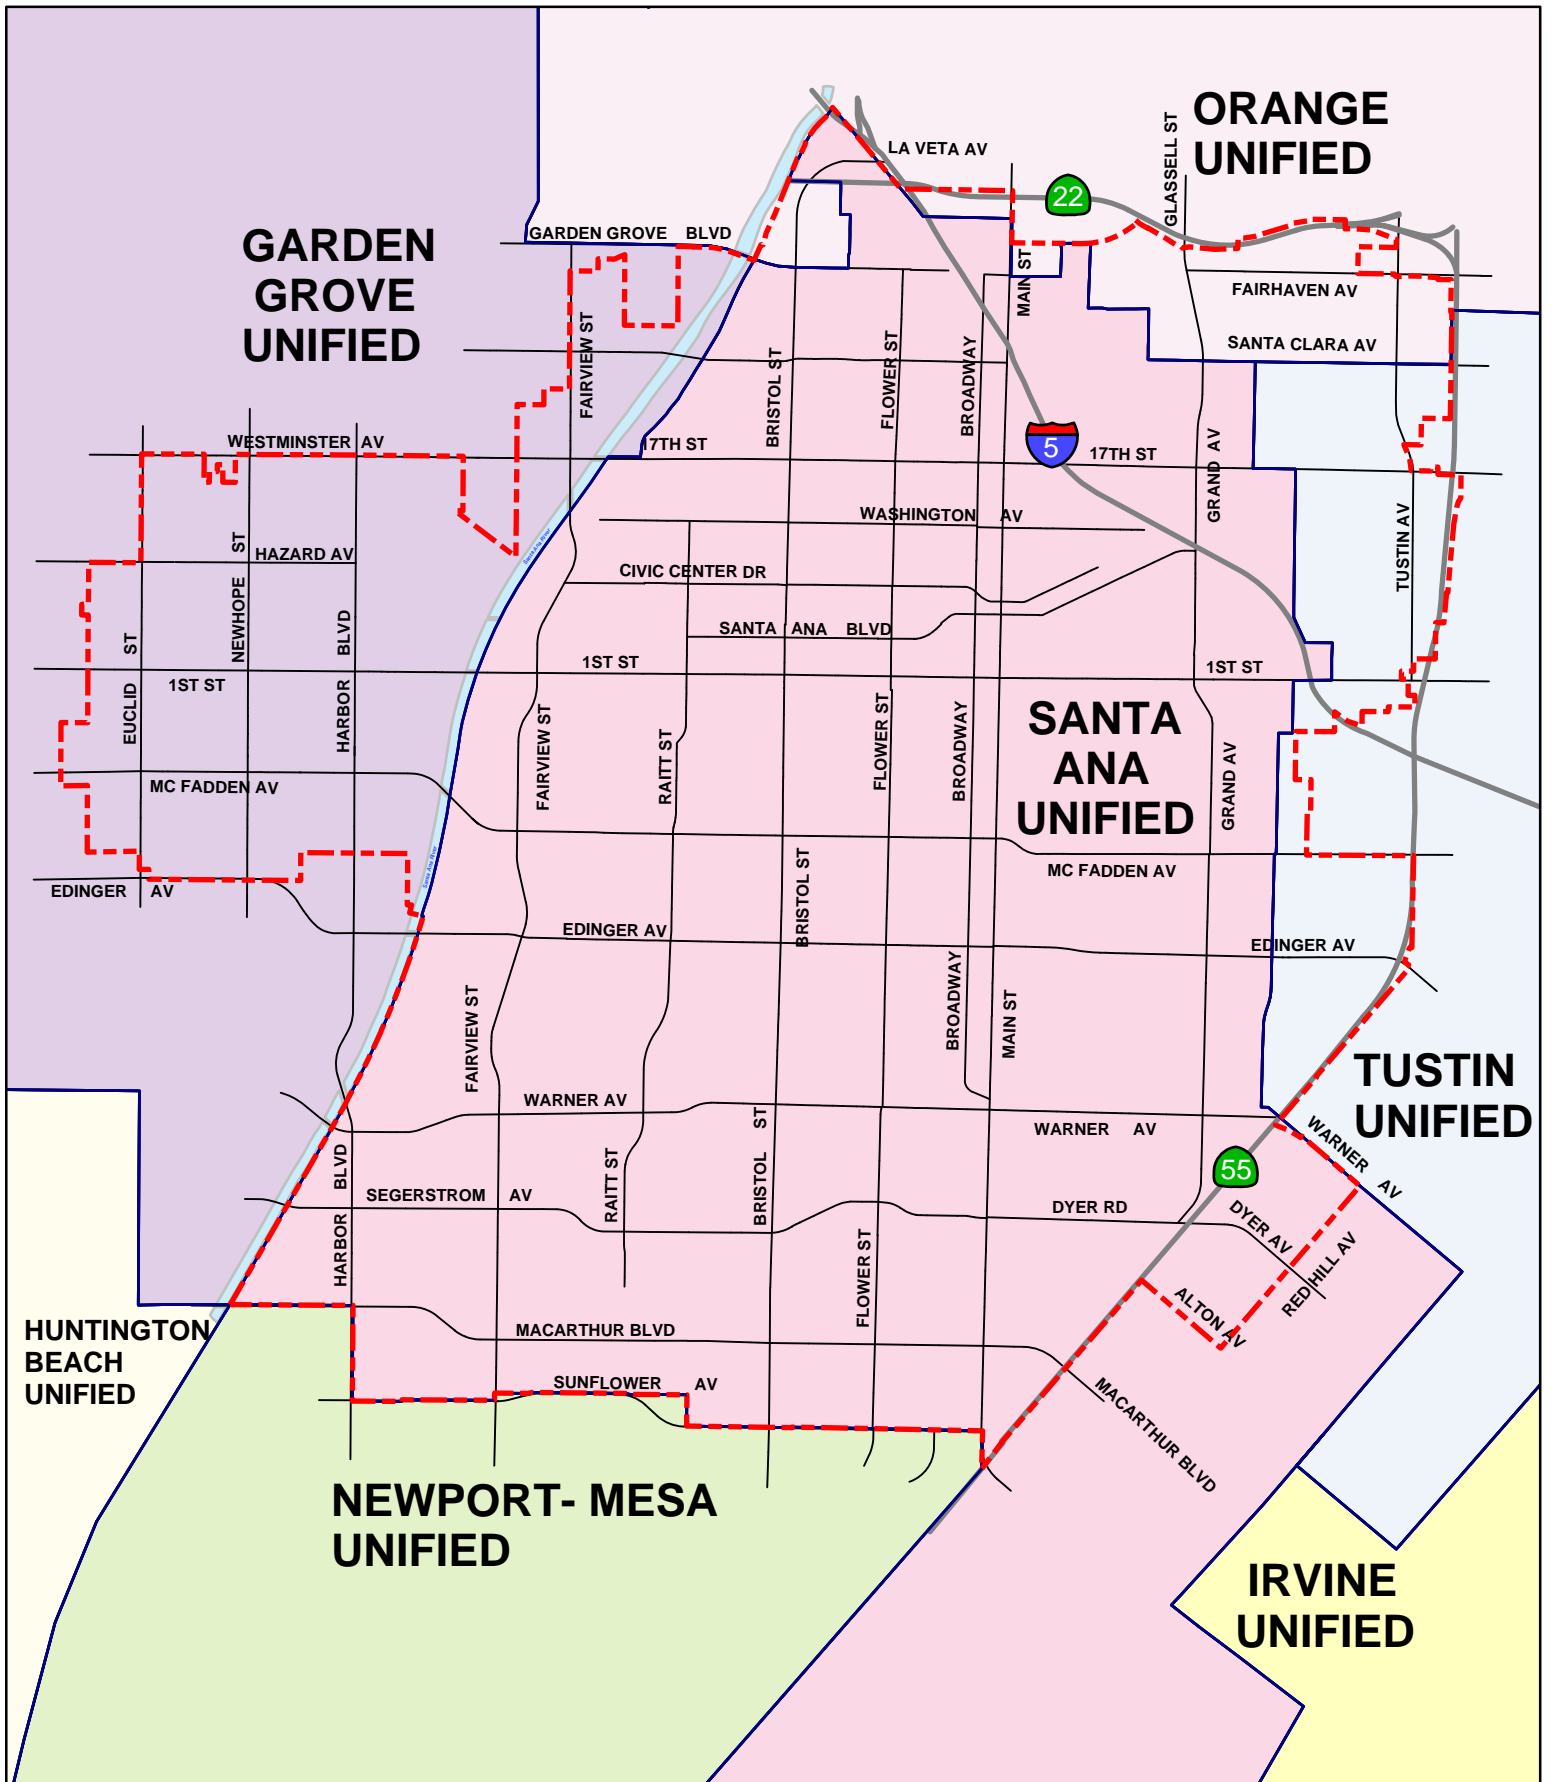 ORANGE
UNIFIED
LA VETA AV
GLASSELL ST
22
GARDEN GROVE BLVD
GARDEN
GROVE
UNIFIED
MAIN ST
FAIRHAVEN AV
SANTA CLARA AV
FAIRVIEW ST
BRISTOL ST
FLOWER ST
BROADWAY
WESTMINSTER AV
17TH ST
5
17TH ST
GRAND AV
WASHINGTON AV
TUSTIN AV
NEWHOPE ST
HAZARD AV
Santa Ana River
CIVIC CENTER DR
SANTA ANA BLVD
EUCLID ST
HARBOR BLVD
1ST ST
1ST ST
1ST ST
SANTA
ANA
UNIFIED
FAIRVIEW ST
RAITT ST
FLOWER ST
BROADWAY
GRAND AV
MC FADDEN AV
MC FADDEN AV
Santa Ana River
BRISTOL ST
EDINGER AV
EDINGER AV
EDINGER AV
FAIRVIEW ST
BROADWAY
MAIN ST
TUSTIN
UNIFIED
WARNER AV
WARNER AV
WARNER AV
55
HARBOR BLVD
RAITT ST
BRISTOL ST
SEGERSTROM AV
DYER RD
DYER AV
RED HILL AV
FLOWER ST
ALTON AV
HUNTINGTON
BEACH
UNIFIED
MACARTHUR BLVD
SUNFLOWER AV
MACARTHUR BLVD
NEWPORT- MESA
UNIFIED
IRVINE
UNIFIED